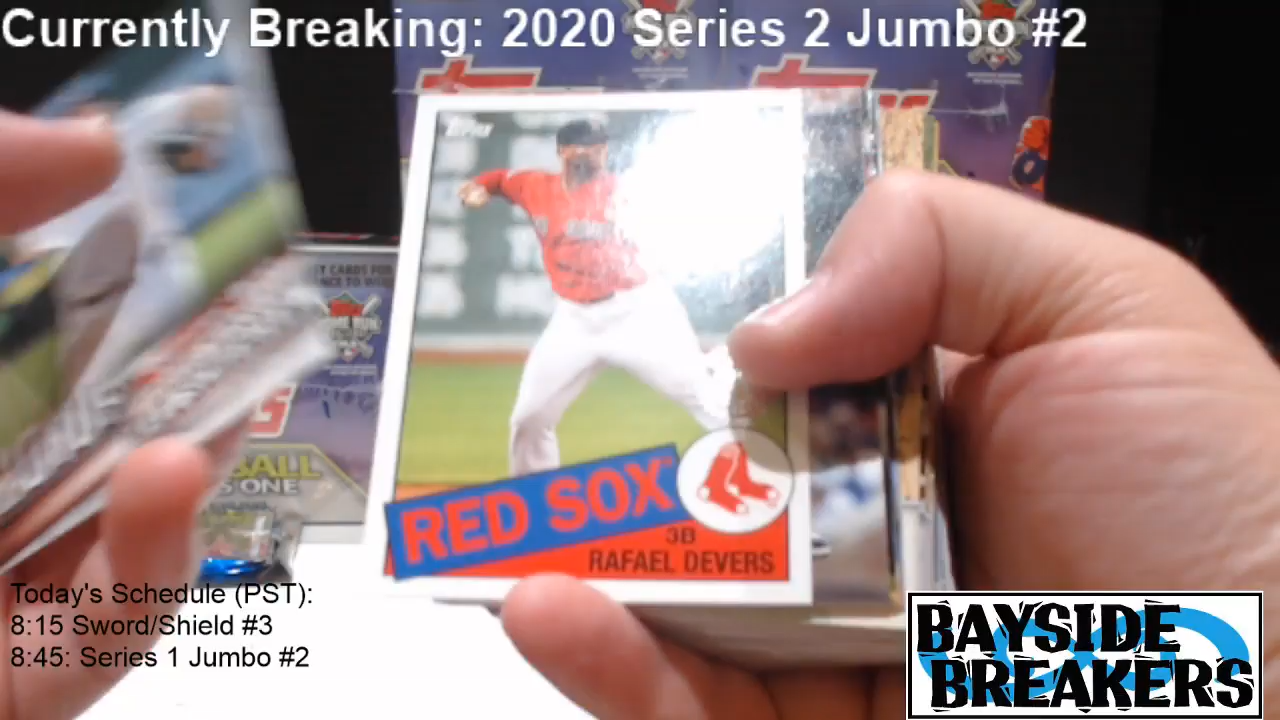 Currently Breaking: 2020 Series 2 Jumbo #2
Topps
RED SOX
3B
RAFAEL DEVERS
Today's Schedule (PST):
8:15 Sword/Shield #3
8:45: Series 1 Jumbo #2
BAYSIDE
BREAKERS